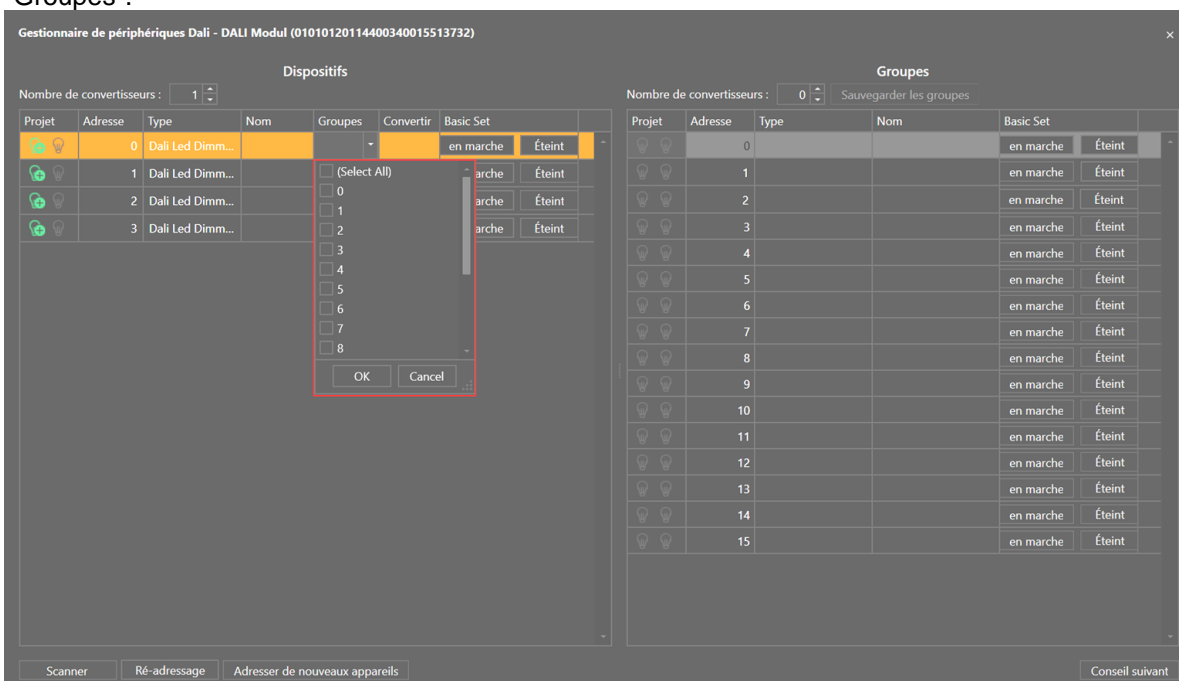 Groupes :
Gestionnaire de périphériques Dali - DALI Modul (01010120114400340015513732)
Dispositifs
Nombre de convertisseurs : 1
Projet Adresse Type Nom Groupes Convertir Basic Set
0 Dali Led Dimm... en marche Éteint
1 Dali Led Dimm... arche Éteint
2 Dali Led Dimm... arche Éteint
3 Dali Led Dimm... arche Éteint
(Select All)
0
1
2
3
4
5
6
7
8
OK Cancel
Groupes
Nombre de convertisseurs : 0 Sauvegarder les groupes
Projet Adresse Type Nom Basic Set
0 en marche Éteint
1 en marche Éteint
2 en marche Éteint
3 en marche Éteint
4 en marche Éteint
5 en marche Éteint
6 en marche Éteint
7 en marche Éteint
8 en marche Éteint
9 en marche Éteint
10 en marche Éteint
11 en marche Éteint
12 en marche Éteint
13 en marche Éteint
14 en marche Éteint
15 en marche Éteint
Scanner Ré-adressage Adresser de nouveaux appareils Conseil suivant